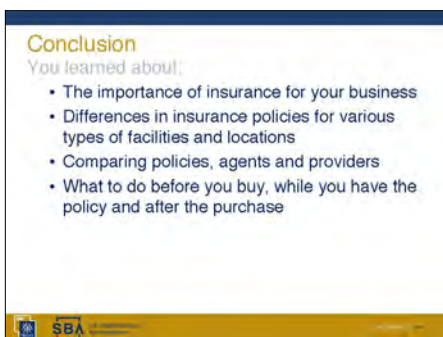 Conclusion
You learned about:
• The importance of insurance for your business
• Differences in insurance policies for various
types of facilities and locations
• Comparing policies, agents and providers
• What to do before you buy, while you have the
policy and after the purchase
SBA